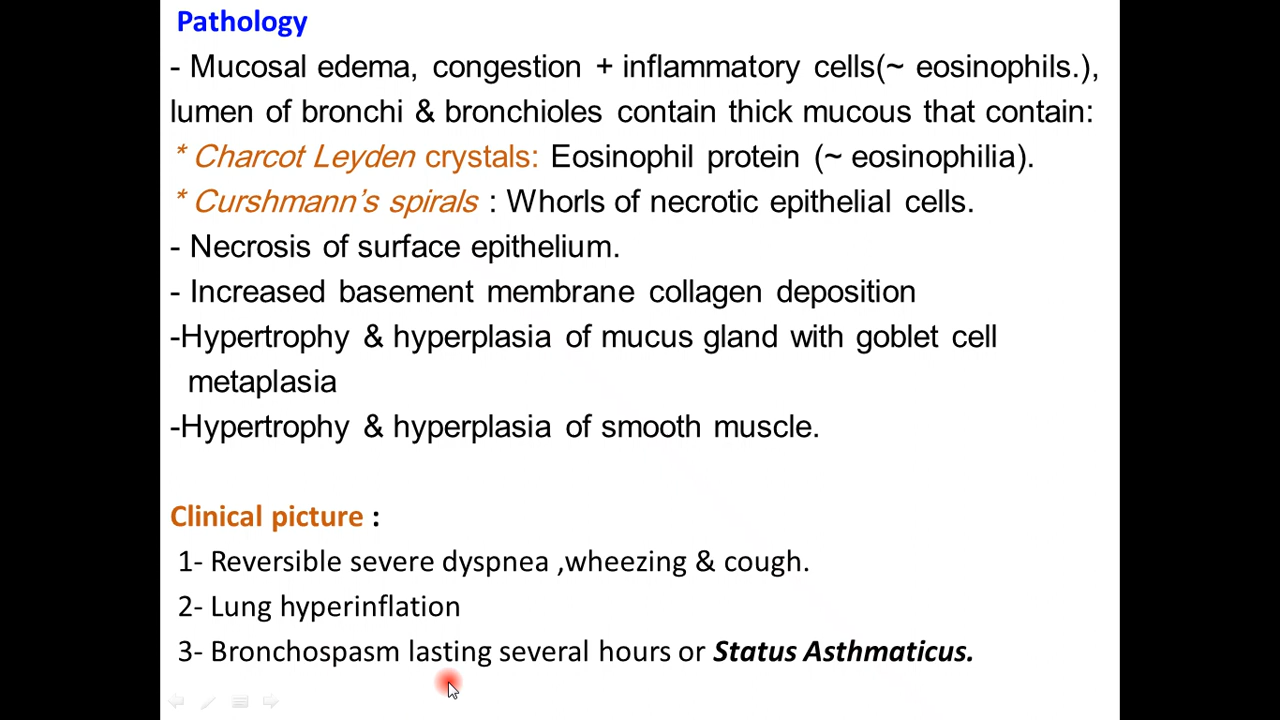 Pathology
- Mucosal edema, congestion + inflammatory cells(~ eosinophils.),
lumen of bronchi & bronchioles contain thick mucous that contain:
* Charcot Leyden crystals: Eosinophil protein (~ eosinophilia).
* Curshmann’s spirals : Whorls of necrotic epithelial cells.
- Necrosis of surface epithelium.
- Increased basement membrane collagen deposition
-Hypertrophy & hyperplasia of mucus gland with goblet cell
metaplasia
-Hypertrophy & hyperplasia of smooth muscle.
Clinical picture :
1- Reversible severe dyspnea ,wheezing & cough.
2- Lung hyperinflation
3- Bronchospasm lasting several hours or Status Asthmaticus.